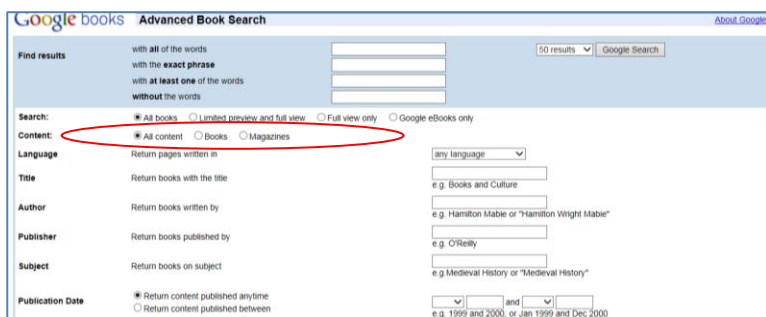 Google books Advanced Book Search About Google
Find results with all of the words 50 results Google Search
with the exact phrase
with at least one of the words
without the words
Search: All books Limited preview and full view Full view only Google eBooks only
Content: All content Books Magazines
Language Return pages written in any language
Title Return books with the title
e.g. Books and Culture
Author Return books written by
e.g. Hamilton Mabie or "Hamilton Wright Mabie"
Publisher Return books published by
e.g. O'Reilly
Subject Return books on subject
e.g.Medieval History or "Medieval History"
Publication Date Return content published anytime
Return content published between and
e.g. 1999 and 2000, or Jan 1999 and Dec 2000